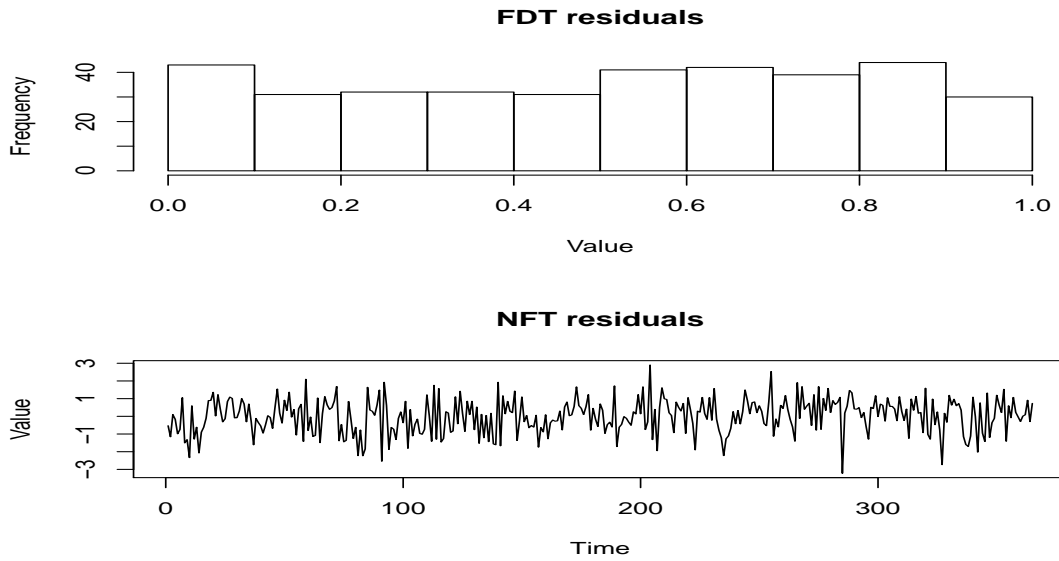 FDT residuals
Frequency
40
20
0
0.0 0.2 0.4 0.6 0.8 1.0
Value
NFT residuals
Value
3
1
−1
−3
0 100 200 300
Time